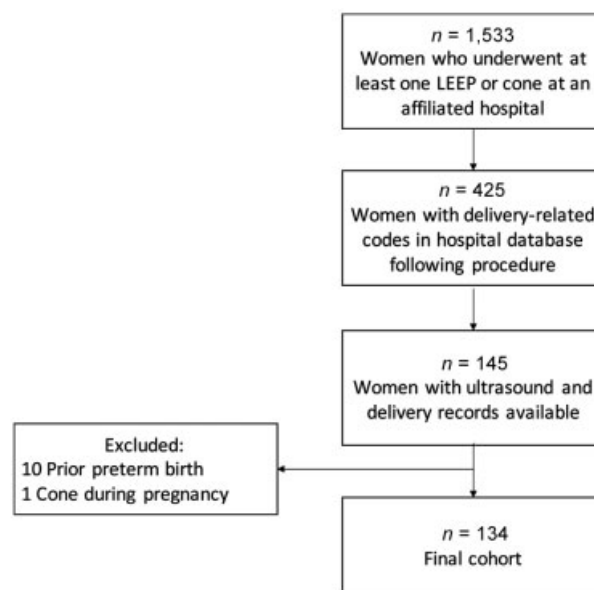 n = 1,533
Women who underwent at
least one LEEP or cone at an
affiliated hospital
n = 425
Women with delivery-related
codes in hospital database
following procedure
n = 145
Women with ultrasound and
delivery records available
Excluded:
10 Prior preterm birth
1 Cone during pregnancy
n = 134
Final cohort